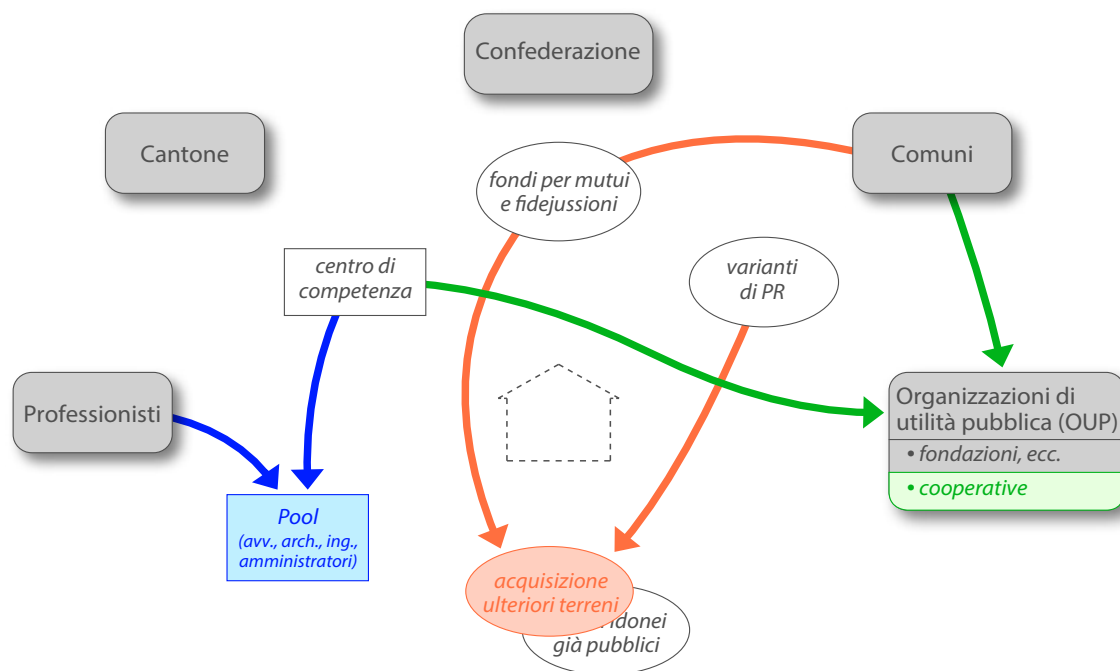 Confederazione
Cantone
Comuni
fondi per mutui
e fidejussioni
centro di
competenza
varianti
di PR
Professionisti
Organizzazioni di
utilità pubblica (OUP)
• fondazioni, ecc.
• cooperative
Pool
(avv., arch., ing.,
amministratori)
acquisizione
ulteriori terreni
idonei
già pubblici